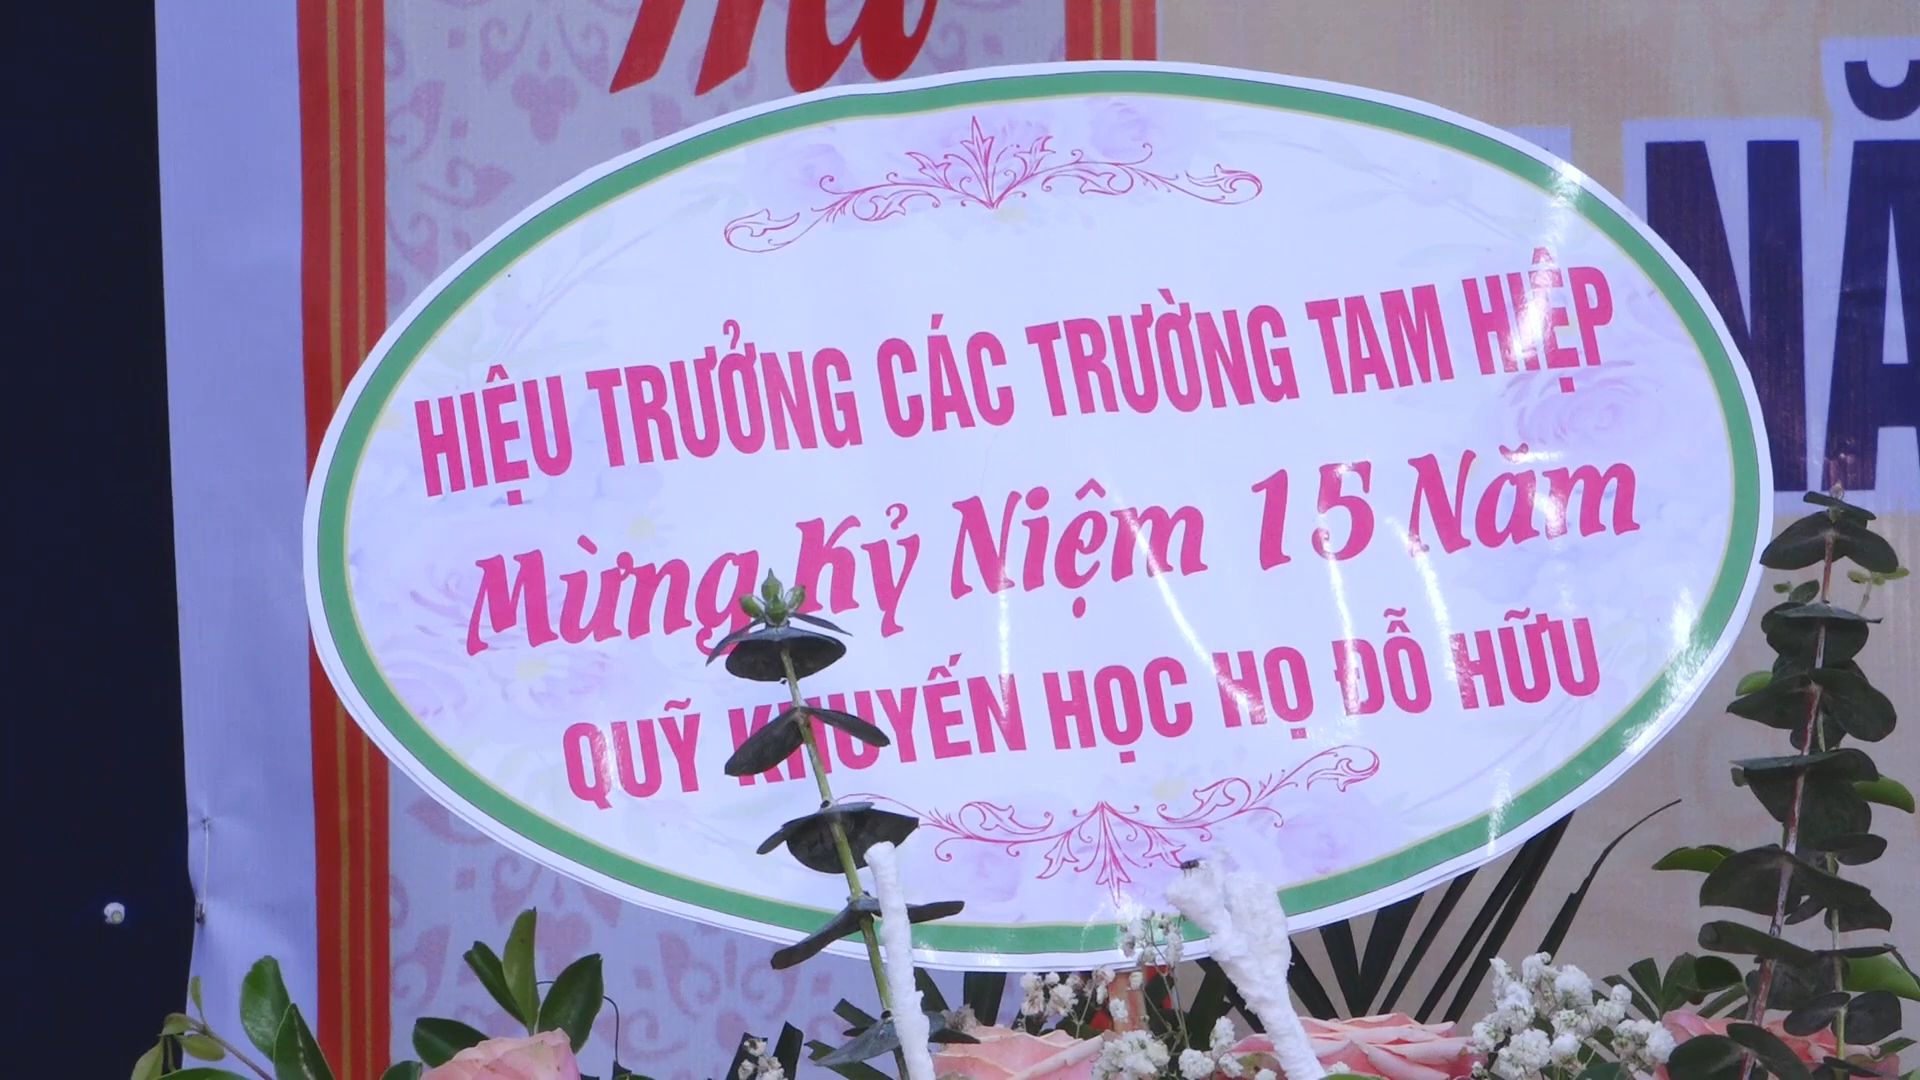 HIỆU TRƯỞNG CÁC TRƯỜNG TAM HIỆP
Mừng Kỷ Niệm 15 Năm
QUỸ KHUYẾN HỌC HỌ ĐỖ HỮU